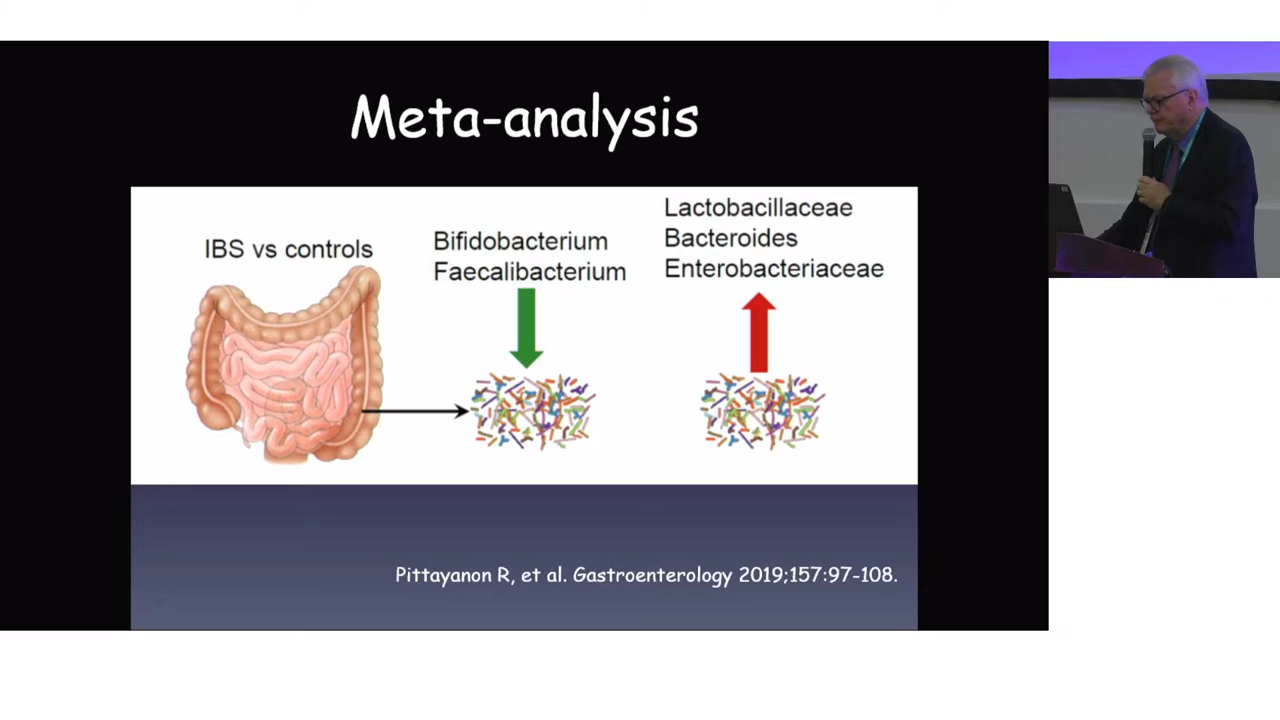 Meta-analysis
IBS vs controls
Bifidobacterium
Faecalibacterium
Lactobacillaceae
Bacteroides
Enterobacteriaceae
Pittayanon R, et al. Gastroenterology 2019;157:97-108.